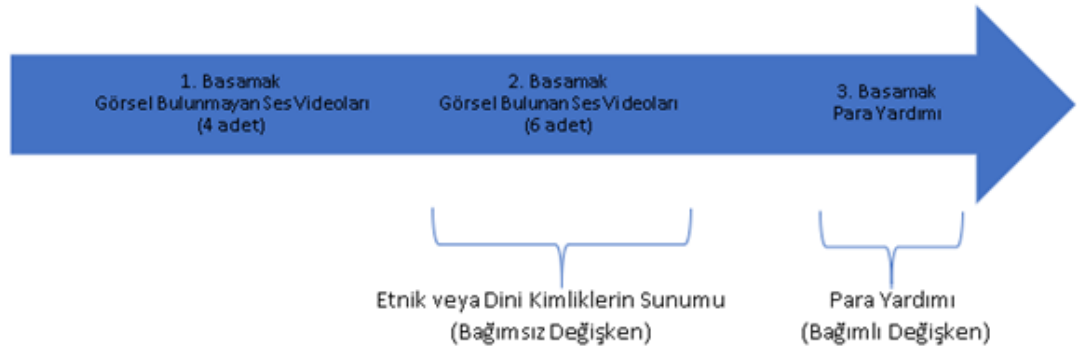 1. Basamak
Görsel Bulunmayan Ses Videoları
(4 adet)
2. Basamak
Görsel Bulunan Ses Videoları
(6 adet)
3. Basamak
Para Yardımı
Etnik veya Dini Kimliklerin Sunumu
(Bağımsız Değişken)
Para Yardımı
(Bağımlı Değişken)